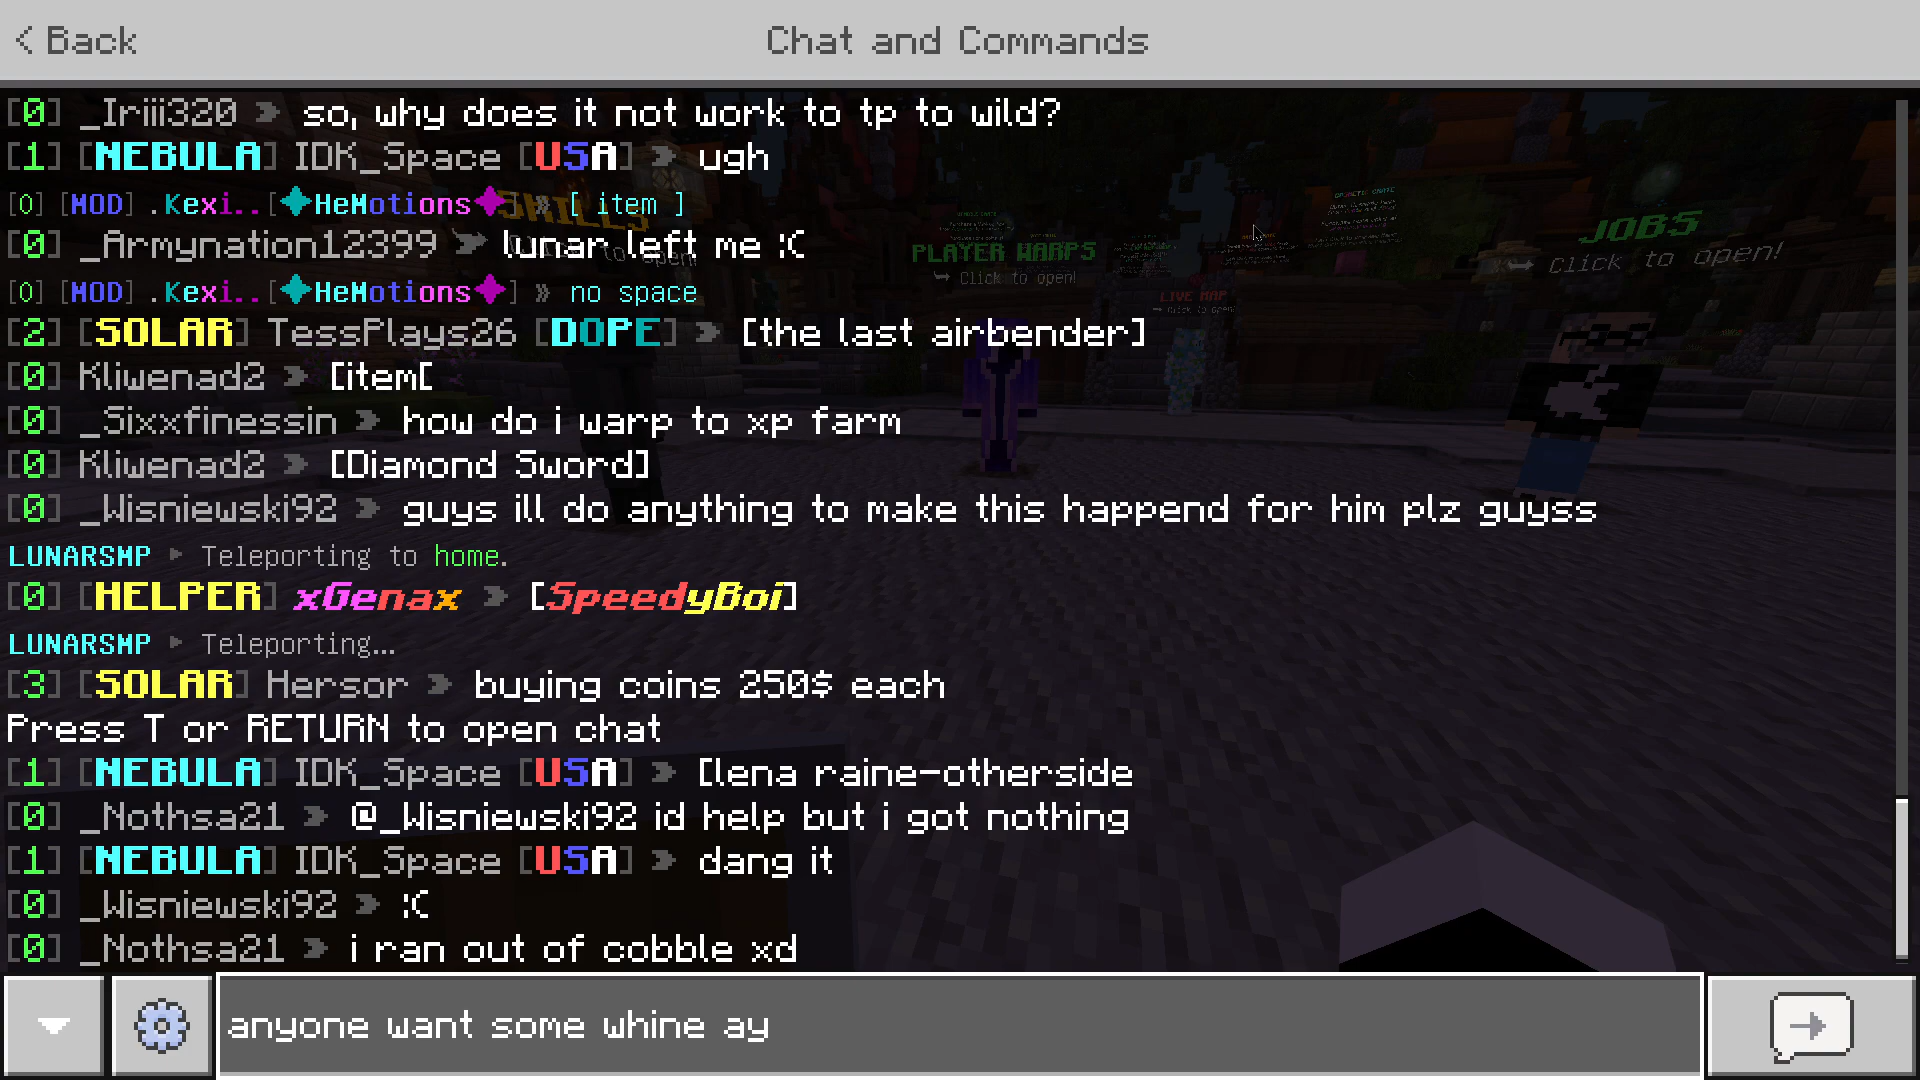 < Back
Chat and Commands
[0] _Iriii320 » so, why does it not work to tp to wild?
[1] [NEBULA] IDK_Space [USA] » ugh
[0] [MOD] .Kexi..[✦HeMotions✦] » [ item ]
[0] _Armynation12399 » lunar left me :C
[0] [MOD] .Kexi..[✦HeMotions✦] » no space
[2] [SOLAR] TessPlays26 [DOPE] » [the last airbender]
[0] Kliwenad2 » [item[
[0] _Sixxfinessin » how do i warp to xp farm
[0] Kliwenad2 » [Diamond Sword]
[0] _Wisniewski92 » guys ill do anything to make this happend for him plz guyss
LUNARSMP ▸ Teleporting to home.
[0] [HELPER] xGenax » [SpeedyBoi]
LUNARSMP ▸ Teleporting...
[3] [SOLAR] Hersor » buying coins 250$ each
Press T or RETURN to open chat
[1] [NEBULA] IDK_Space [USA] » [lena raine-otherside
[0] _Nothsa21 » @_Wisniewski92 id help but i got nothing
[1] [NEBULA] IDK_Space [USA] » dang it
[0] _Wisniewski92 » :C
[0] _Nothsa21 » i ran out of cobble xd
anyone want some whine ay
SKILLS
PLAYER WARPS
Click to open!
LIVE MAP
Click to open!
JOBS
Click to open!